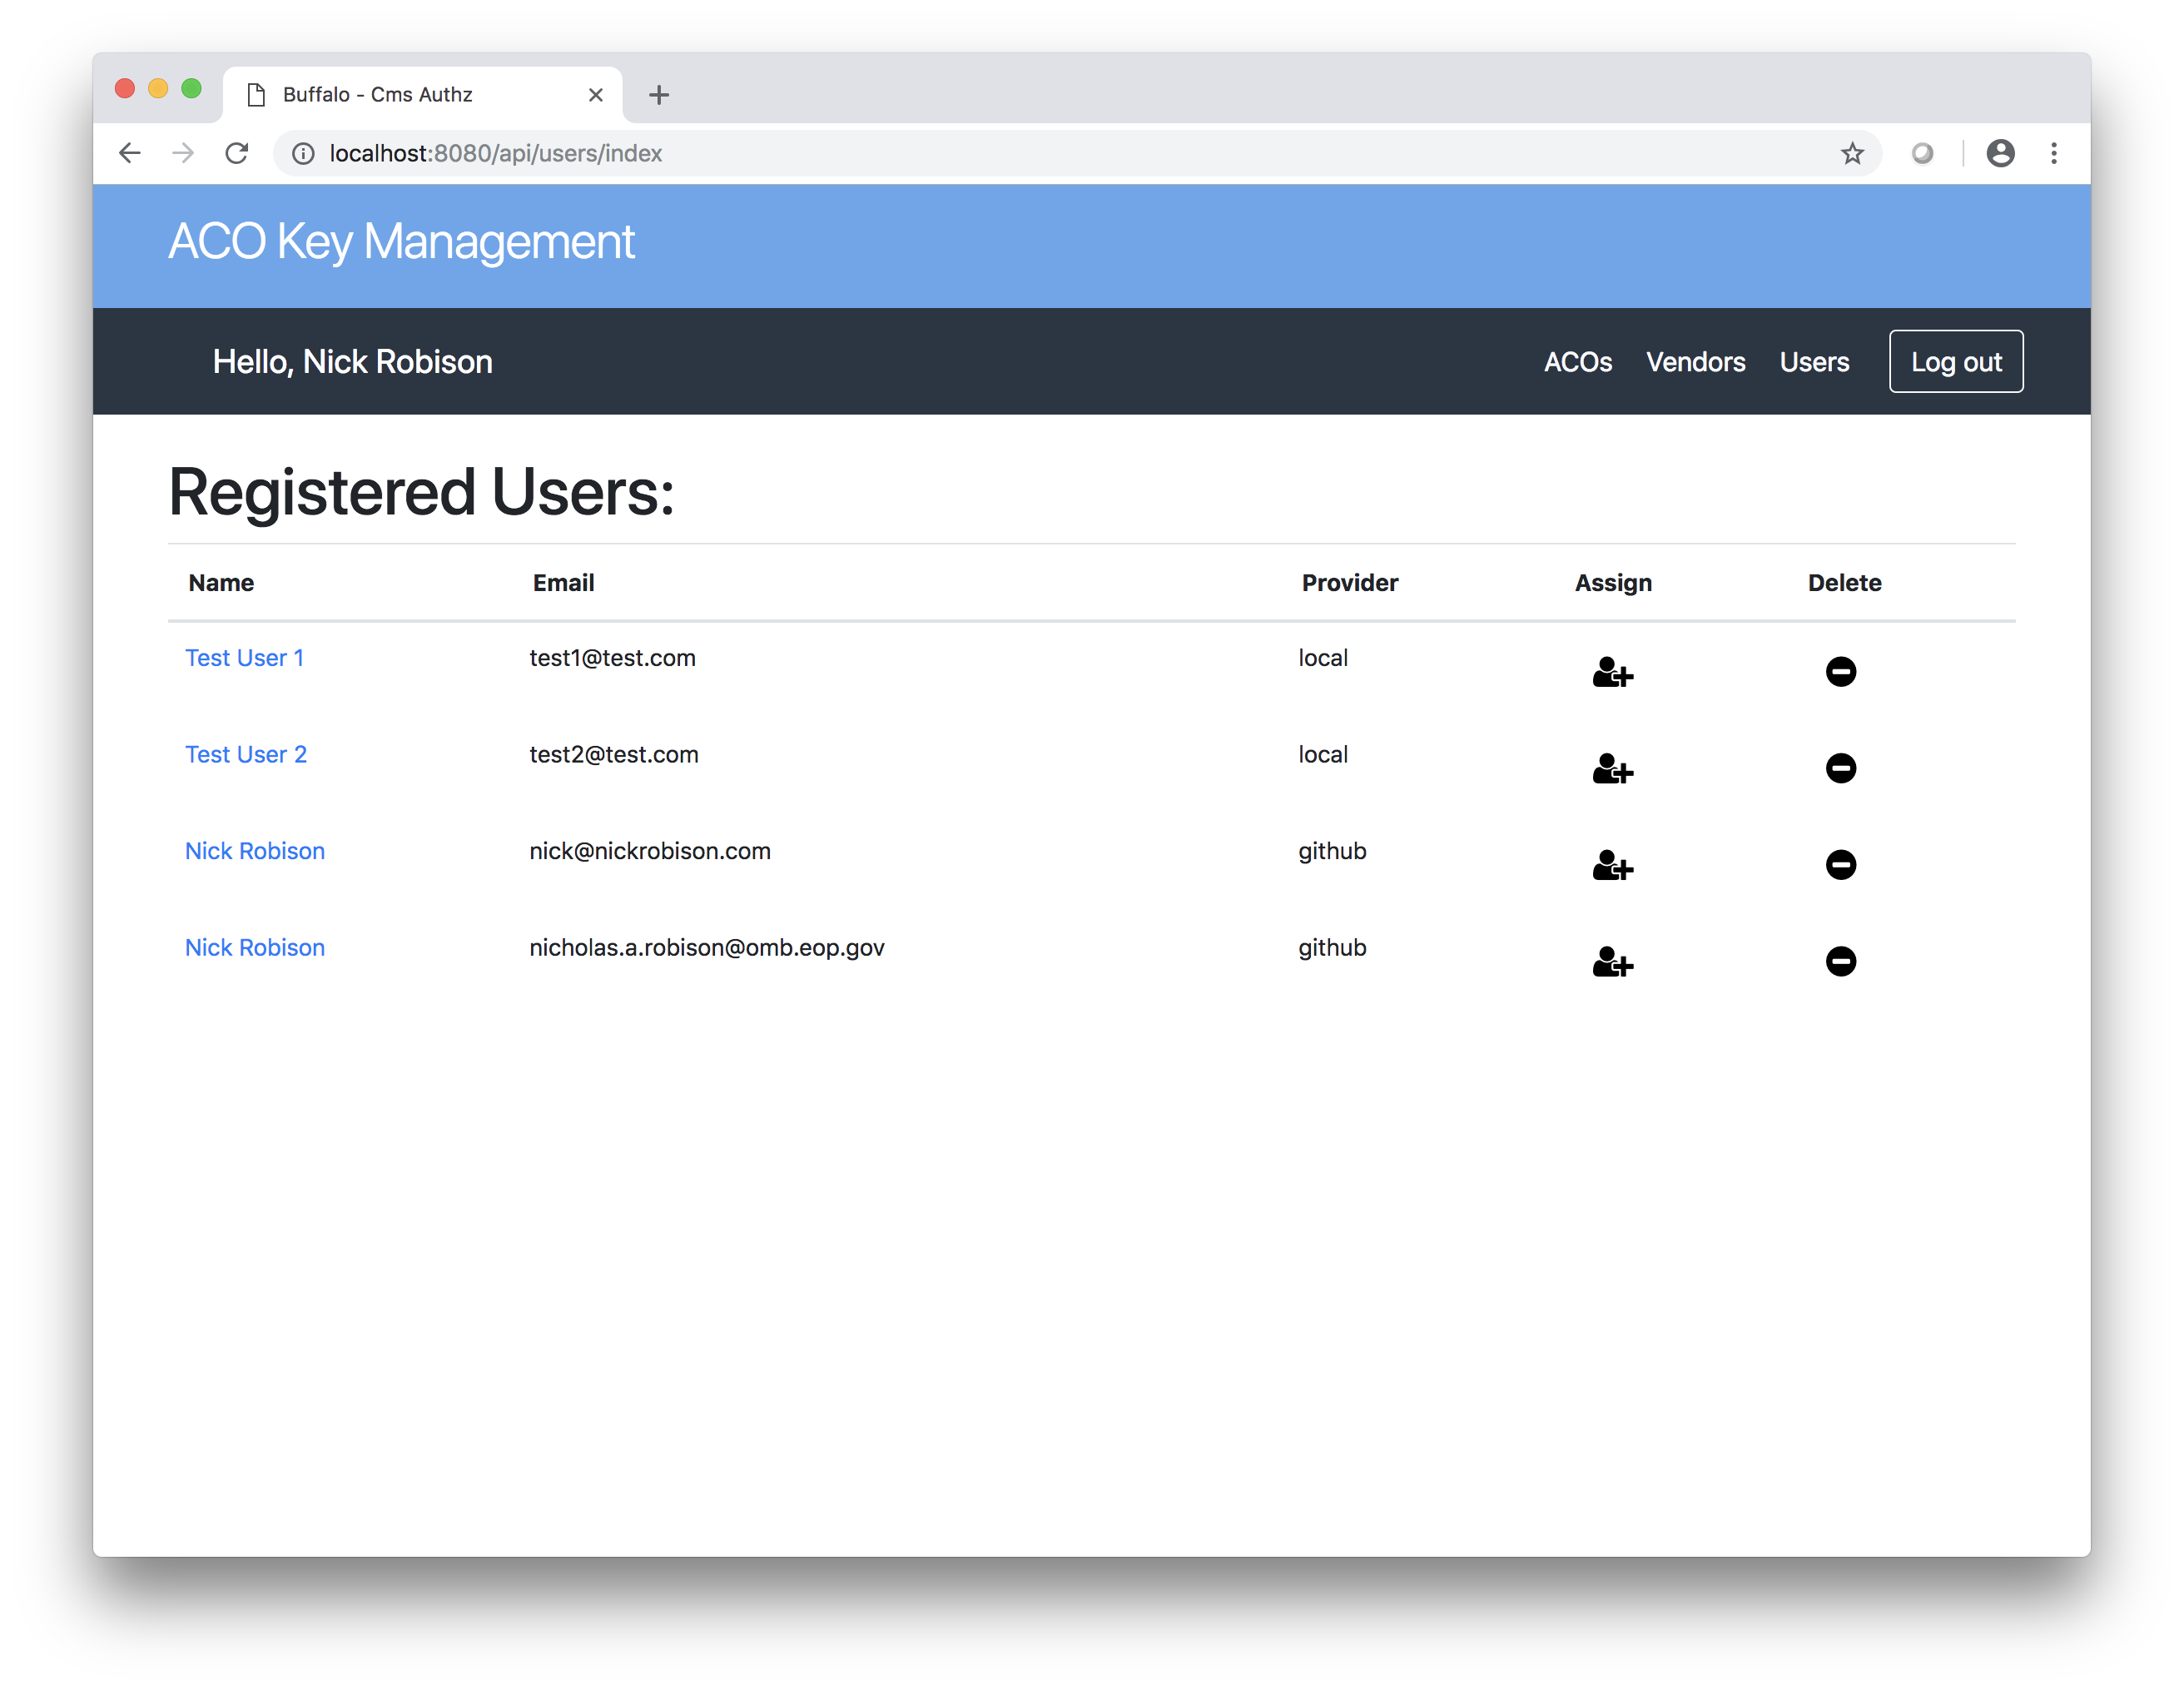 Buffalo - Cms Authz
localhost:8080/api/users/index
ACO Key Management
Hello, Nick Robison ACOs Vendors Users Log out
Registered Users:
Name Email Provider Assign Delete
Test User 1 test1@test.com local
Test User 2 test2@test.com local
Nick Robison nick@nickrobison.com github
Nick Robison nicholas.a.robison@omb.eop.gov github